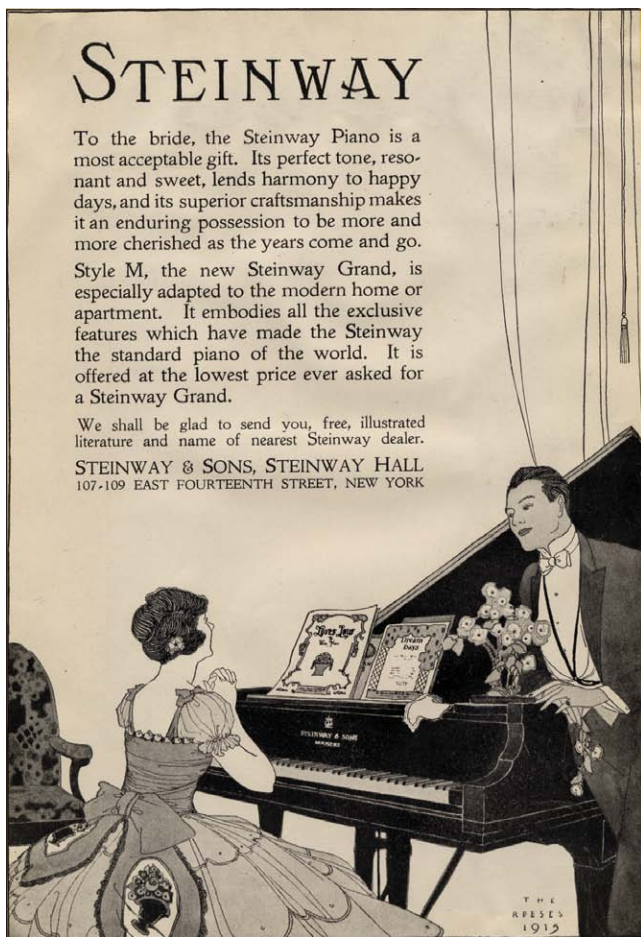 STEINWAY
To the bride, the Steinway Piano is a
most acceptable gift. Its perfect tone, reso-
nant and sweet, lends harmony to happy
days, and its superior craftsmanship makes
it an enduring possession to be more and
more cherished as the years come and go.
Style M, the new Steinway Grand, is
especially adapted to the modern home or
apartment. It embodies all the exclusive
features which have made the Steinway
the standard piano of the world. It is
offered at the lowest price ever asked for
a Steinway Grand.
We shall be glad to send you, free, illustrated
literature and name of nearest Steinway dealer.
STEINWAY & SONS, STEINWAY HALL
107-109 EAST FOURTEENTH STREET, NEW YORK
Dream
Days
STEINWAY & SONS
THE
REESES
1915